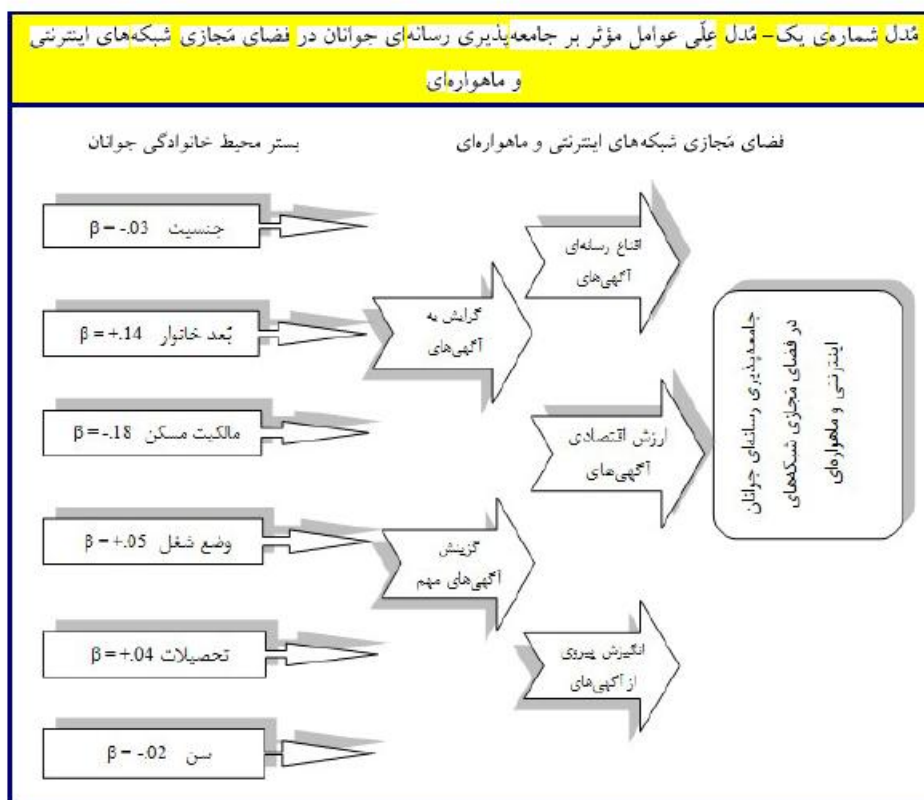 مُدل شماره‌ی یک– مُدل عِلّی عوامل مؤثر بر جامعه‌پذیری رسانه‌ای جوانان در فضای مَجازی شبکه‌های اینترنتی
و ماهواره‌ای
فضای مَجازی شبکه‌های اینترنتی و ماهواره‌ای
بستر محیط خانوادگی جوانان
جنسیت β = -.03
بُعد خانوار β = +.14
مالکیت مسکن β = -.18
وضع شغل β = +.05
تحصیلات β = +.04
سن β = -.02
گرایش به
آگهی‌های
گزینش
آگهی‌های مهم
اقناع رسانه‌ای
آگهی‌های
ارزش اقتصادی
آگهی‌های
انگیزش پیروی
از آگهی‌های
جامعه‌پذیری رسانه‌ای جوانان
در فضای مَجازی شبکه‌های
اینترنتی و ماهواره‌ای